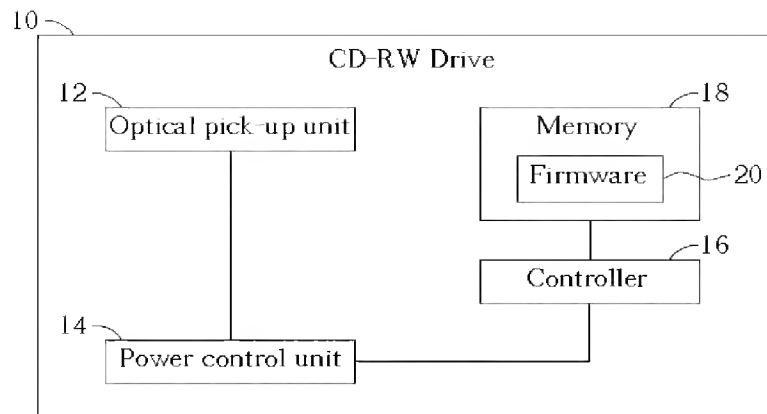 10
CD-RW Drive
12
Optical pick-up unit
18
Memory
Firmware
20
16
Controller
14
Power control unit